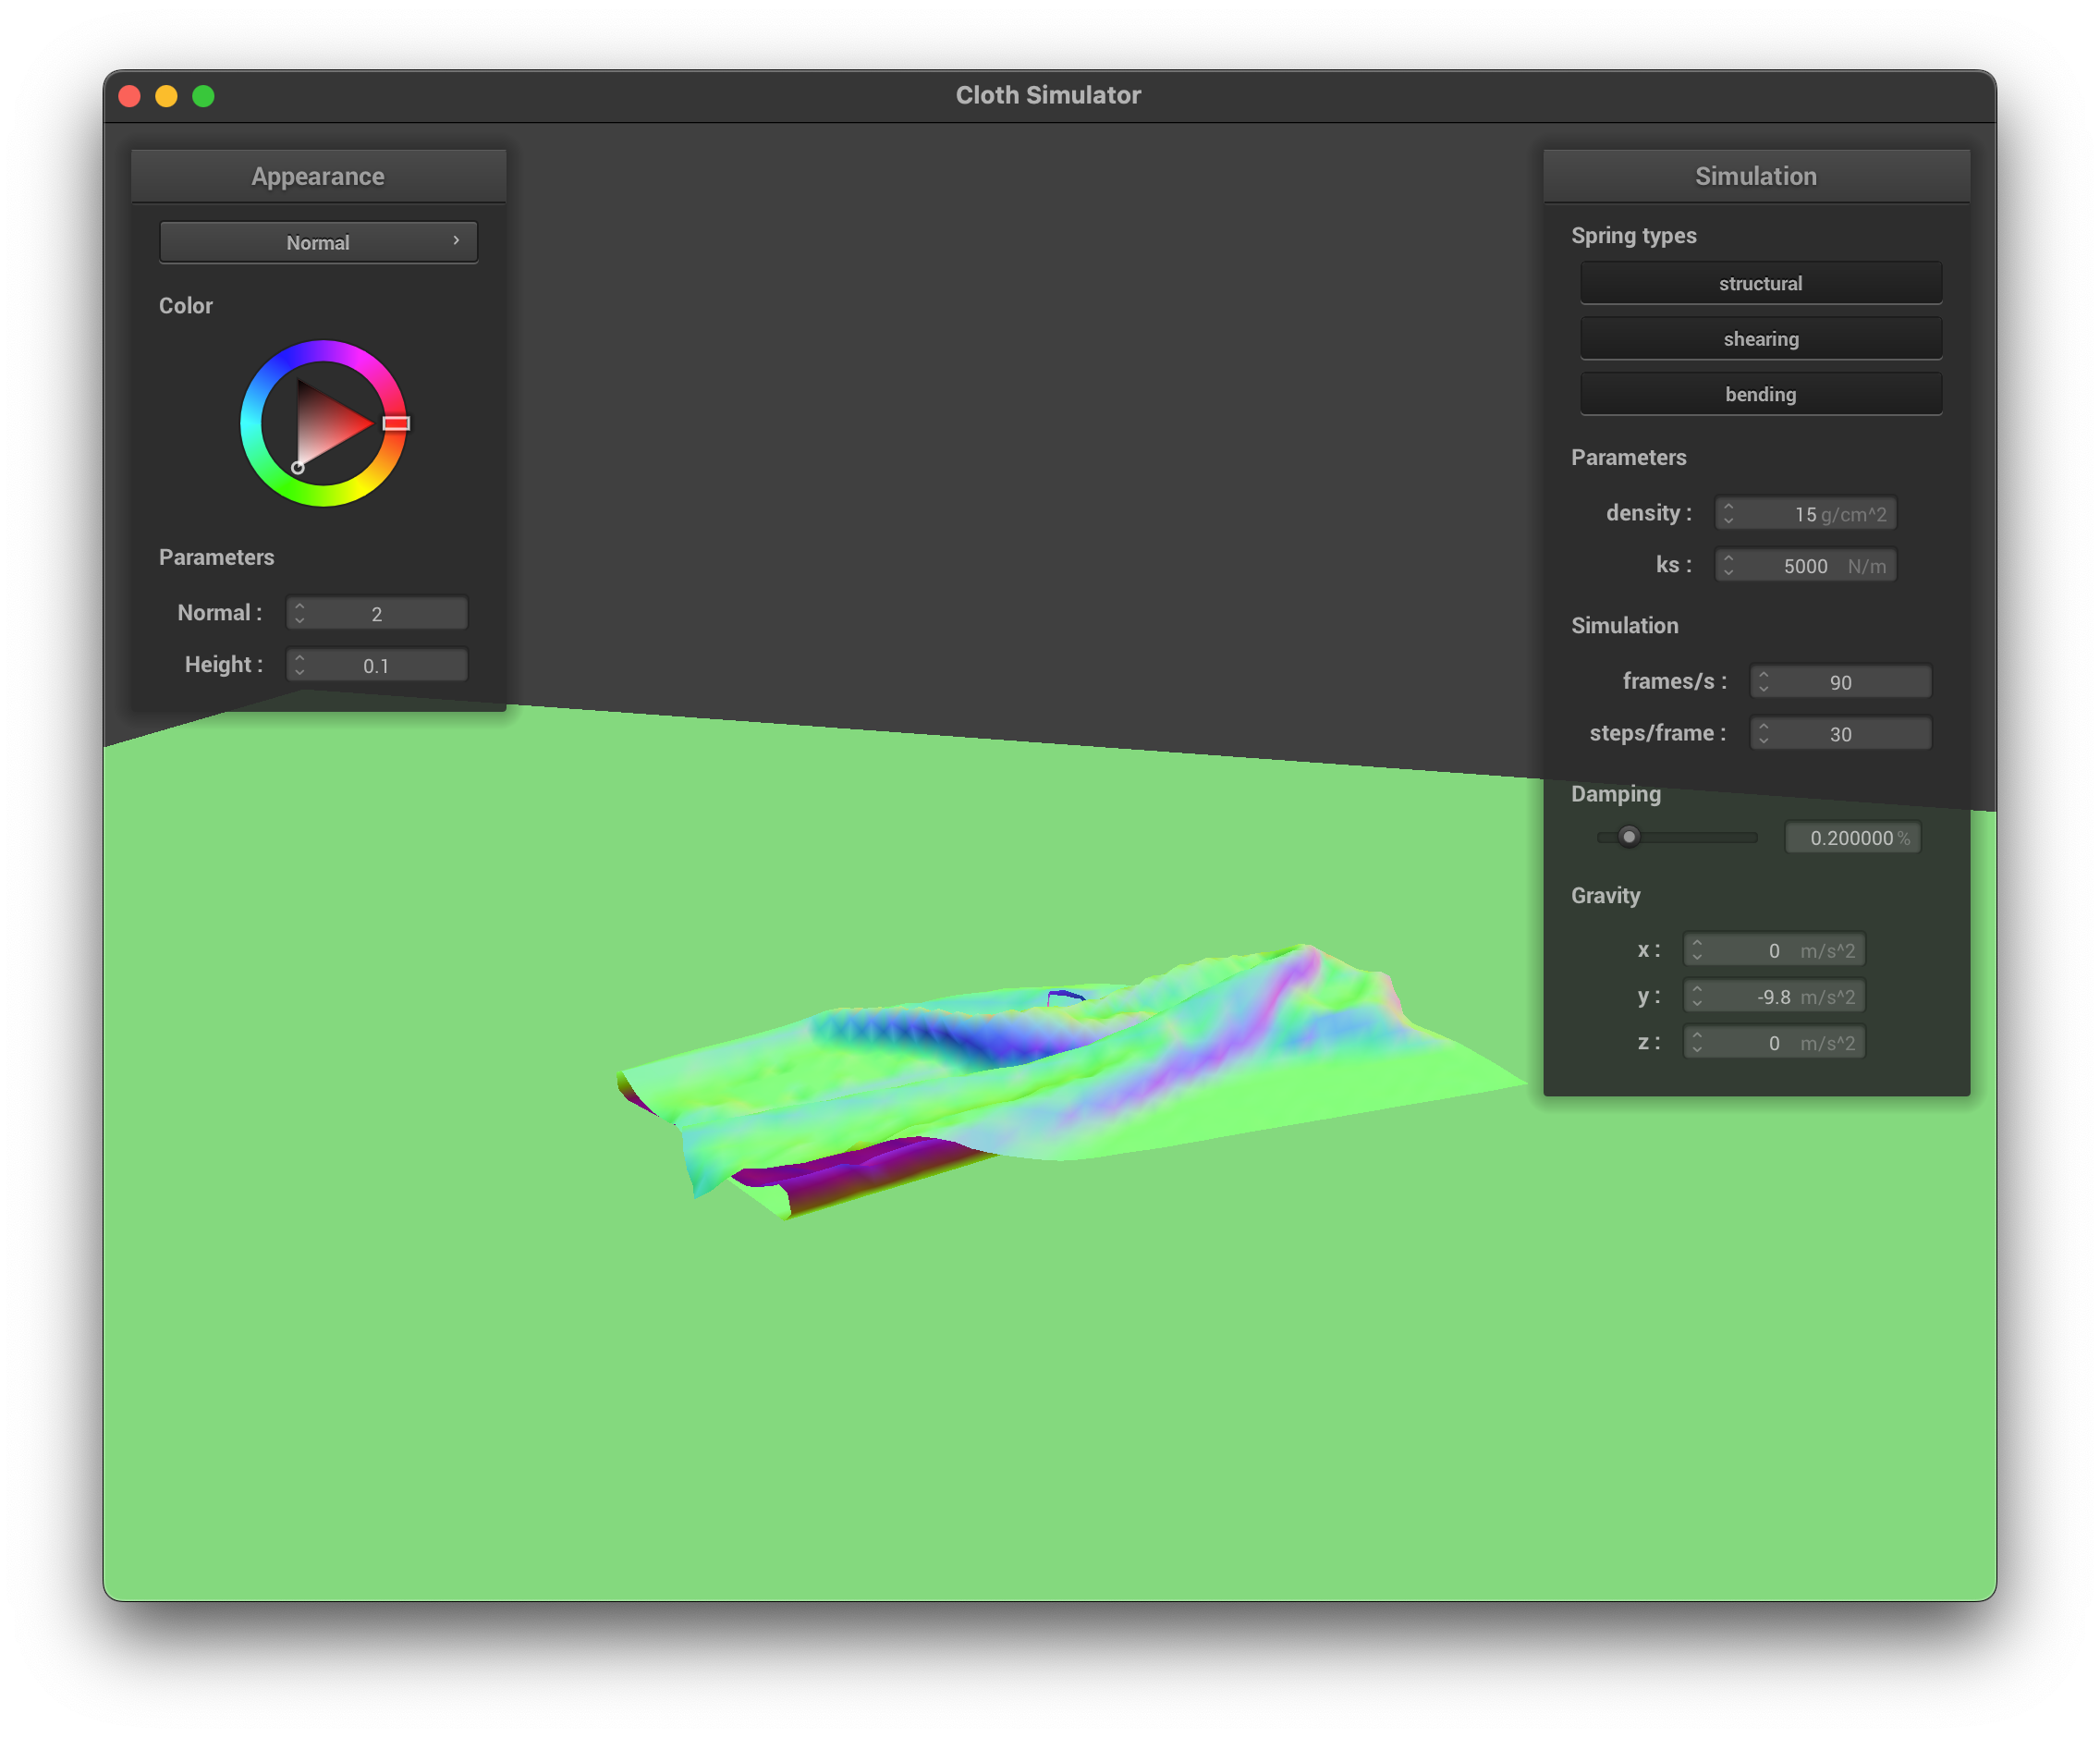 Cloth Simulator
Appearance
Normal
Color
Parameters
Normal : 2
Height : 0.1
Simulation
Spring types
structural
shearing
bending
Parameters
density : 15 g/cm^2
ks : 5000 N/m
Simulation
frames/s : 90
steps/frame : 30
Damping
0.200000 %
Gravity
x : 0 m/s^2
y : -9.8 m/s^2
z : 0 m/s^2